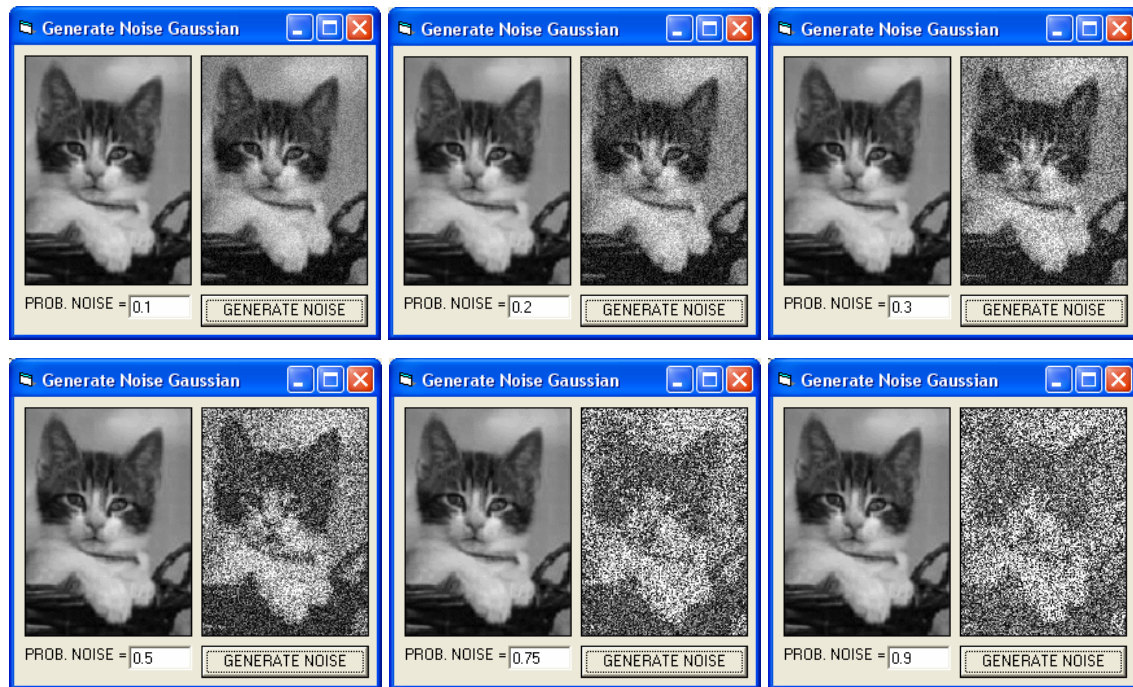 Generate Noise Gaussian
PROB. NOISE = 0.1
GENERATE NOISE
Generate Noise Gaussian
PROB. NOISE = 0.2
GENERATE NOISE
Generate Noise Gaussian
PROB. NOISE = 0.3
GENERATE NOISE
Generate Noise Gaussian
PROB. NOISE = 0.5
GENERATE NOISE
Generate Noise Gaussian
PROB. NOISE = 0.75
GENERATE NOISE
Generate Noise Gaussian
PROB. NOISE = 0.9
GENERATE NOISE